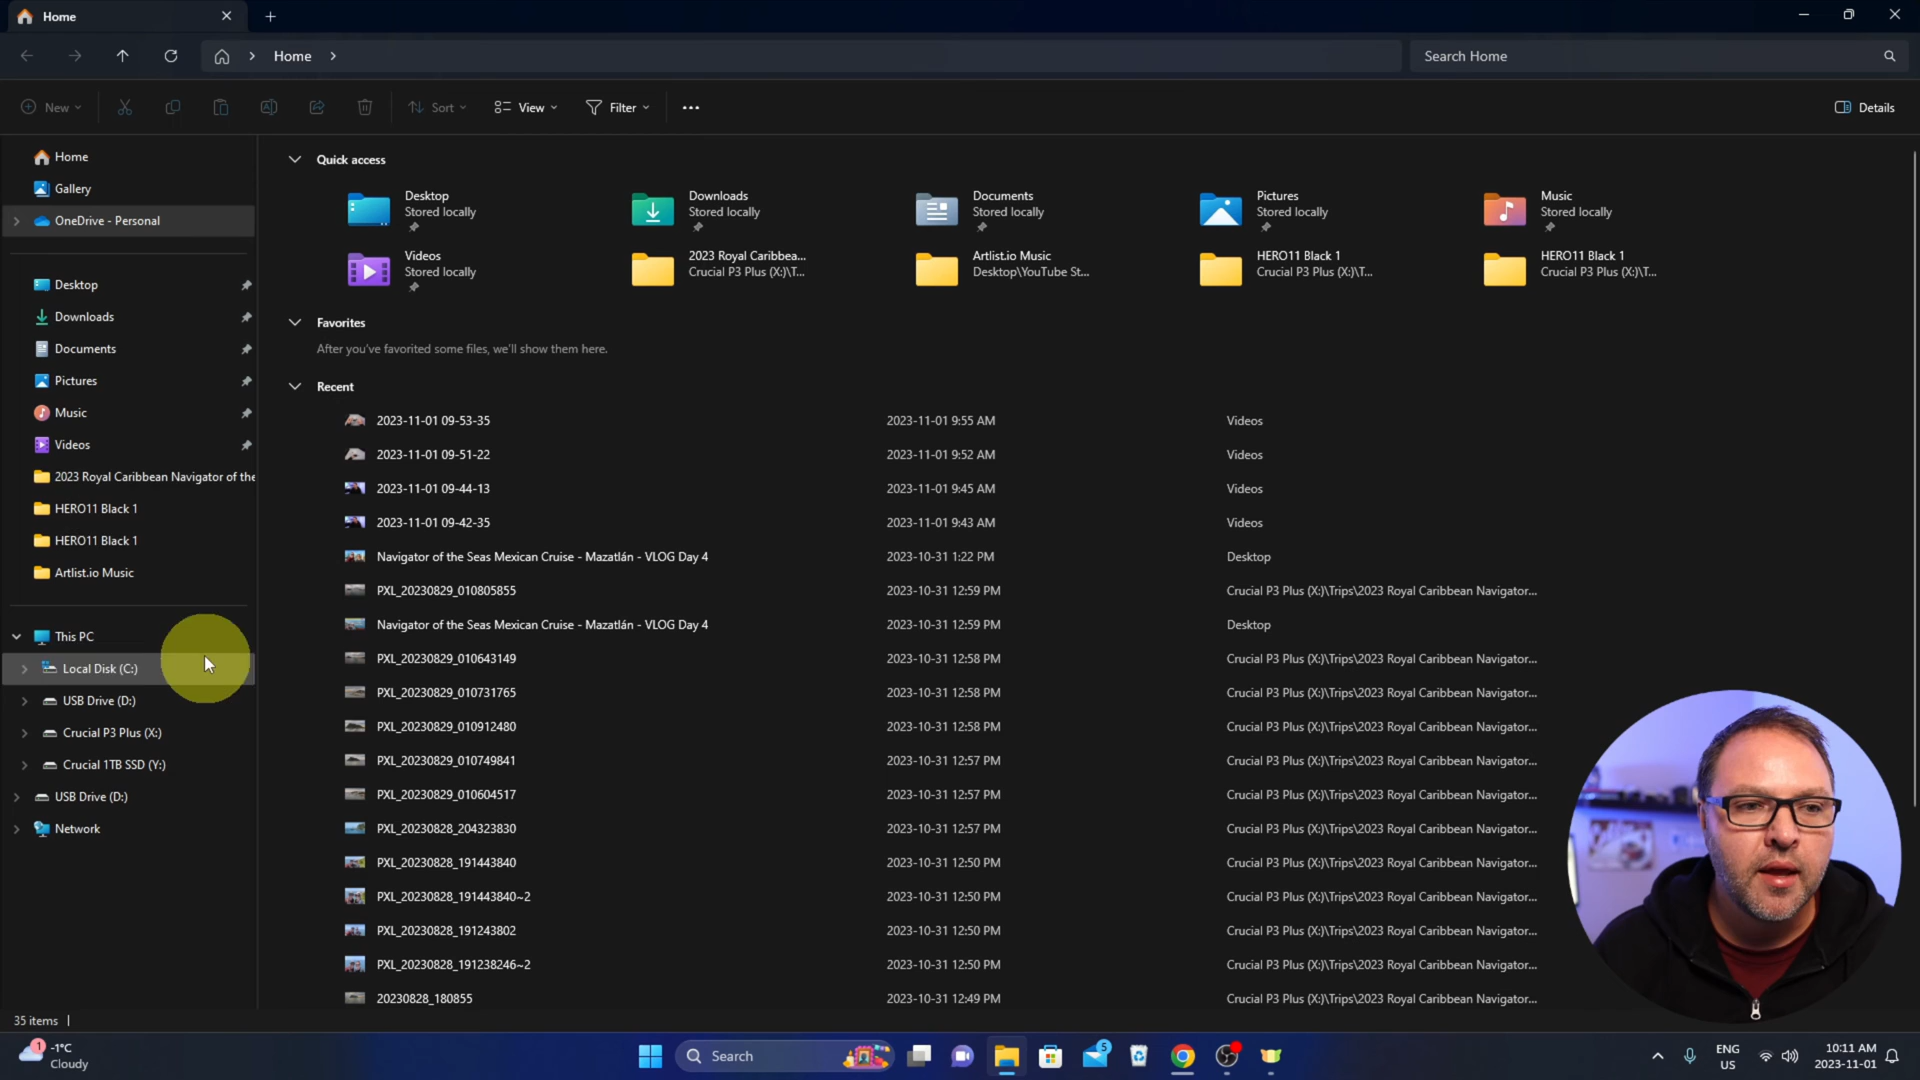 Home
Home
Search Home
New
Sort
View
Filter
Details
Home
Gallery
OneDrive - Personal
Desktop
Downloads
Documents
Pictures
Music
Videos
2023 Royal Caribbean Navigator of the
HERO11 Black 1
HERO11 Black 1
Artlist.io Music
This PC
Local Disk (C:)
USB Drive (D:)
Crucial P3 Plus (X:)
Crucial 1TB SSD (Y:)
USB Drive (D:)
Network
Quick access
Desktop
Stored locally
Downloads
Stored locally
Documents
Stored locally
Pictures
Stored locally
Music
Stored locally
Videos
Stored locally
2023 Royal Caribbea...
Crucial P3 Plus (X:)\T...
Artlist.io Music
Desktop\YouTube St...
HERO11 Black 1
Crucial P3 Plus (X:)\T...
HERO11 Black 1
Crucial P3 Plus (X:)\T...
Favorites
After you've favorited some files, we'll show them here.
Recent
2023-11-01 09-53-35 2023-11-01 9:55 AM Videos
2023-11-01 09-51-22 2023-11-01 9:52 AM Videos
2023-11-01 09-44-13 2023-11-01 9:45 AM Videos
2023-11-01 09-42-35 2023-11-01 9:43 AM Videos
Navigator of the Seas Mexican Cruise - Mazatlán - VLOG Day 4 2023-10-31 1:22 PM Desktop
PXL_20230829_010805855 2023-10-31 12:59 PM Crucial P3 Plus (X:)\Trips\2023 Royal Caribbean Navigator...
Navigator of the Seas Mexican Cruise - Mazatlán - VLOG Day 4 2023-10-31 12:59 PM Desktop
PXL_20230829_010643149 2023-10-31 12:58 PM Crucial P3 Plus (X:)\Trips\2023 Royal Caribbean Navigator...
PXL_20230829_010731765 2023-10-31 12:58 PM Crucial P3 Plus (X:)\Trips\2023 Royal Caribbean Navigator...
PXL_20230829_010912480 2023-10-31 12:58 PM Crucial P3 Plus (X:)\Trips\2023 Royal Caribbean Navigator...
PXL_20230829_010749841 2023-10-31 12:57 PM Crucial P3 Plus (X:)\Trips\2023 Royal Caribbean Navigator...
PXL_20230829_010604517 2023-10-31 12:57 PM Crucial P3 Plus (X:)\Trips\2023 Royal Caribbean Navigator...
PXL_20230828_204323830 2023-10-31 12:57 PM Crucial P3 Plus (X:)\Trips\2023 Royal Caribbean Navigator...
PXL_20230828_191443840 2023-10-31 12:50 PM Crucial P3 Plus (X:)\Trips\2023 Royal Caribbean Navigator...
PXL_20230828_191443840~2 2023-10-31 12:50 PM Crucial P3 Plus (X:)\Trips\2023 Royal Caribbean Navigator...
PXL_20230828_191243802 2023-10-31 12:50 PM Crucial P3 Plus (X:)\Trips\2023 Royal Caribbean Navigator...
PXL_20230828_191238246~2 2023-10-31 12:50 PM Crucial P3 Plus (X:)\Trips\2023 Royal Caribbean Navigator...
20230828_180855 2023-10-31 12:49 PM Crucial P3 Plus (X:)\Trips\2023 Royal Caribbean Navigator...
35 items
1
-1°C
Cloudy
Search
5
ENG
US
10:11 AM
2023-11-01